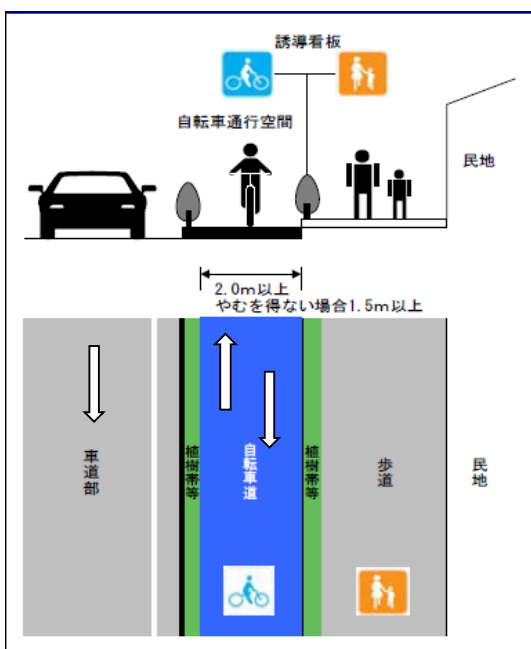 誘導看板
自転車通行空間
民地
2.0m以上
やむを得ない場合1.5m以上
車道部
植樹帯等
自転車道
植樹帯等
歩道
民地